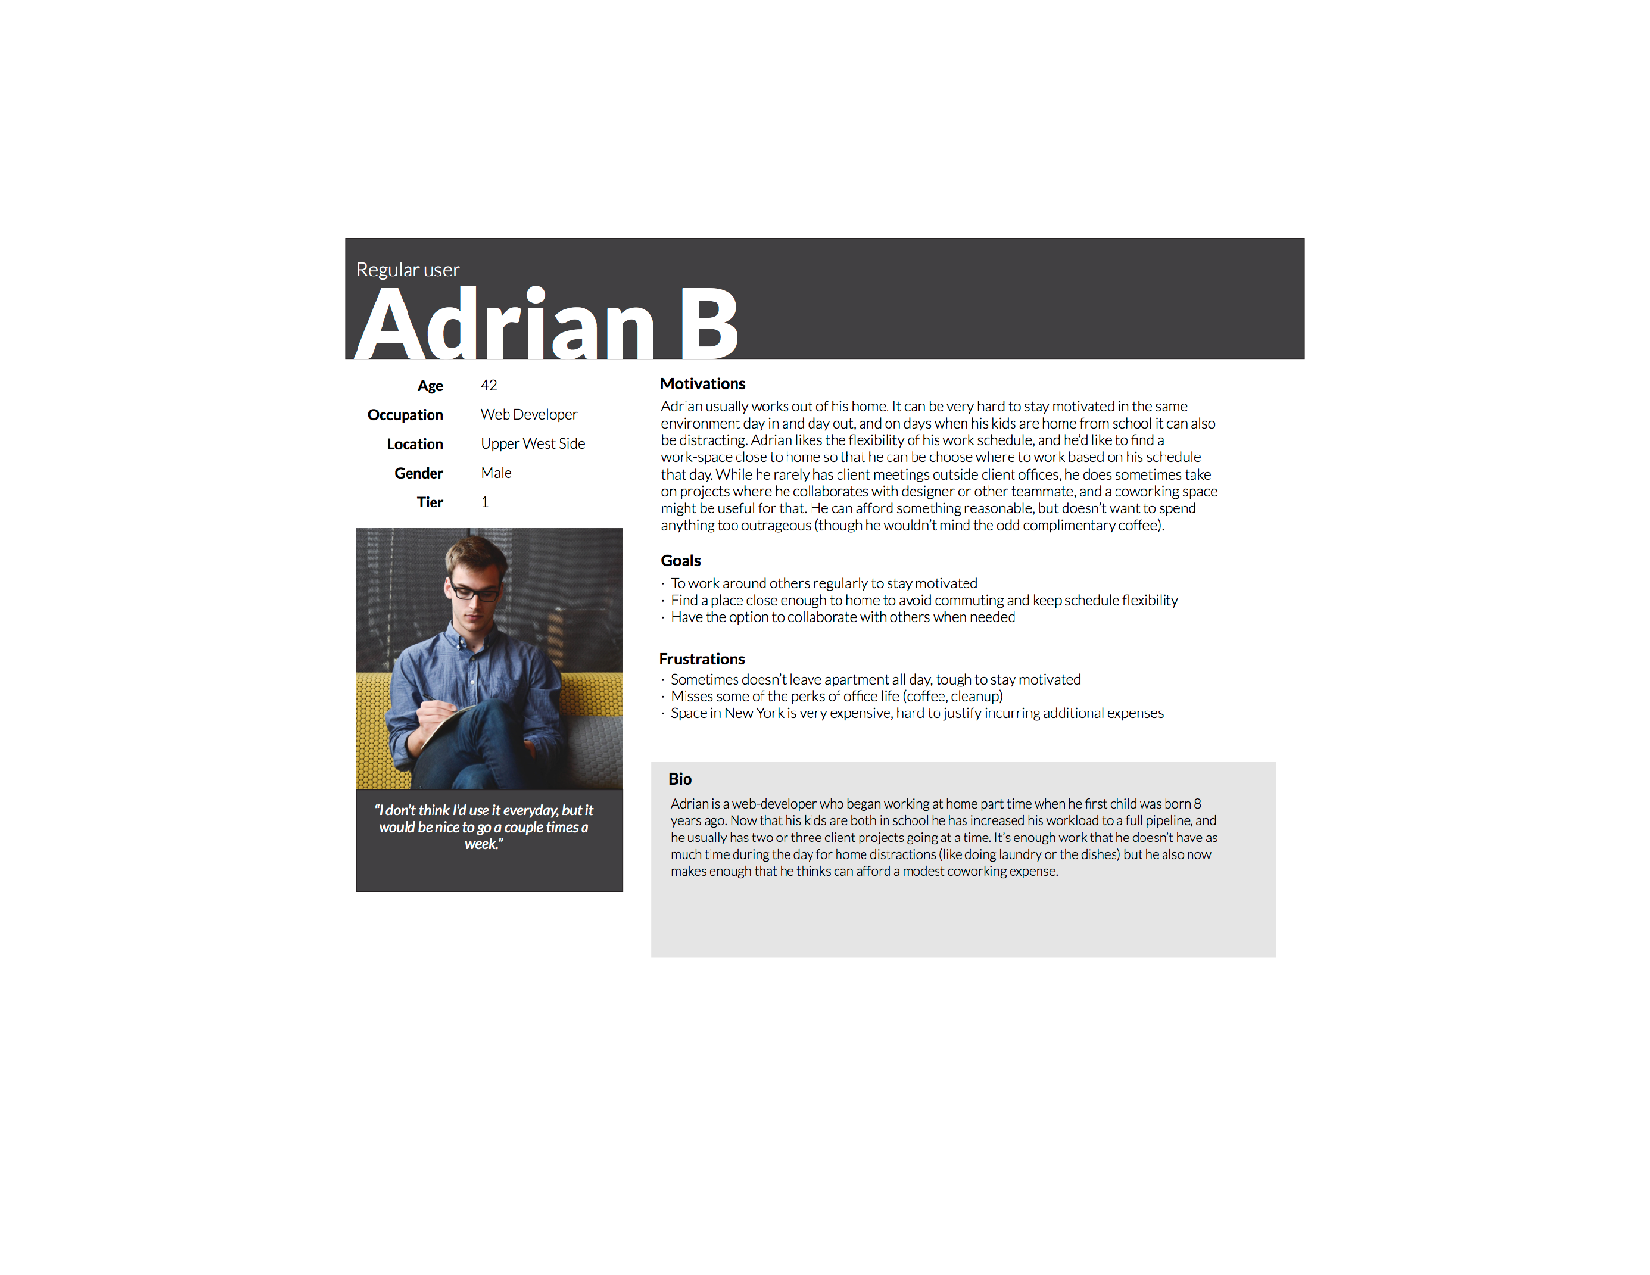 Regular user
Adrian B
Age 42
Occupation Web Developer
Location Upper West Side
Gender Male
Tier 1
"I don't think I'd use it everyday, but it
would be nice to go a couple times a
week."
Motivations
Adrian usually works out of his home. It can be very hard to stay motivated in the same
environment day in and day out, and on days when his kids are home from school it can also
be distracting. Adrian likes the flexibility of his work schedule, and he'd like to find a
work-space close to home so that he can be choose where to work based on his schedule
that day. While he rarely has client meetings outside client offices, he does sometimes take
on projects where he collaborates with designer or other teammate, and a coworking space
might be useful for that. He can afford something reasonable, but doesn't want to spend
anything too outrageous (though he wouldn't mind the odd complimentary coffee).
Goals
· To work around others regularly to stay motivated
· Find a place close enough to home to avoid commuting and keep schedule flexibility
· Have the option to collaborate with others when needed
Frustrations
· Sometimes doesn't leave apartment all day, tough to stay motivated
· Misses some of the perks of office life (coffee, cleanup)
· Space in New York is very expensive, hard to justify incurring additional expenses
Bio
Adrian is a web-developer who began working at home part time when he first child was born 8
years ago. Now that his kids are both in school he has increased his workload to a full pipeline, and
he usually has two or three client projects going at a time. It's enough work that he doesn't have as
much time during the day for home distractions (like doing laundry or the dishes) but he also now
makes enough that he thinks can afford a modest coworking expense.